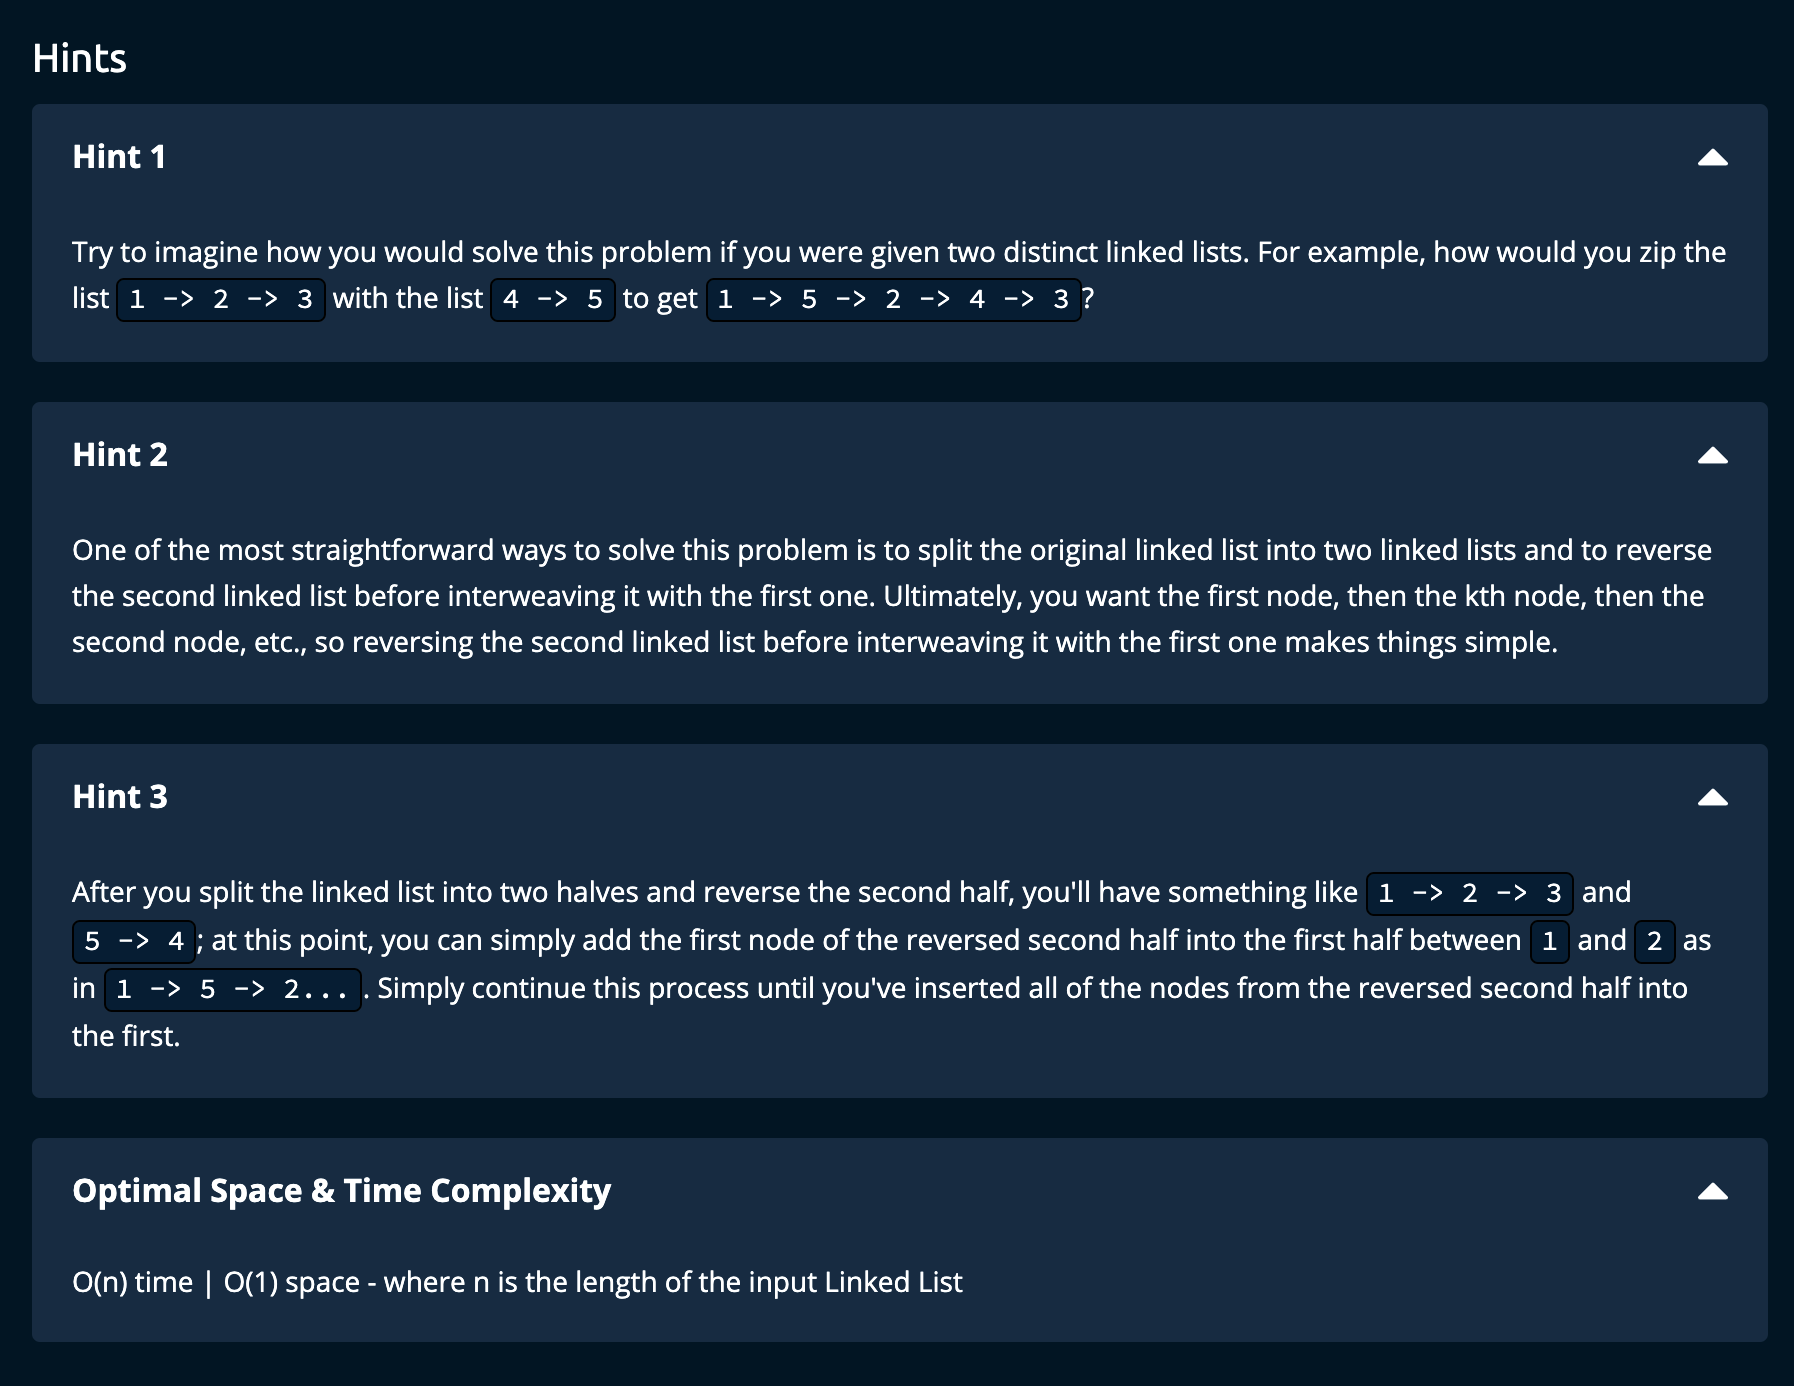 Hints
Hint 1
Try to imagine how you would solve this problem if you were given two distinct linked lists. For example, how would you zip the
list 1 -> 2 -> 3 with the list 4 -> 5 to get 1 -> 5 -> 2 -> 4 -> 3?
Hint 2
One of the most straightforward ways to solve this problem is to split the original linked list into two linked lists and to reverse
the second linked list before interweaving it with the first one. Ultimately, you want the first node, then the kth node, then the
second node, etc., so reversing the second linked list before interweaving it with the first one makes things simple.
Hint 3
After you split the linked list into two halves and reverse the second half, you'll have something like 1 -> 2 -> 3 and
5 -> 4; at this point, you can simply add the first node of the reversed second half into the first half between 1 and 2 as
in 1 -> 5 -> 2.... Simply continue this process until you've inserted all of the nodes from the reversed second half into
the first.
Optimal Space & Time Complexity
O(n) time | O(1) space - where n is the length of the input Linked List